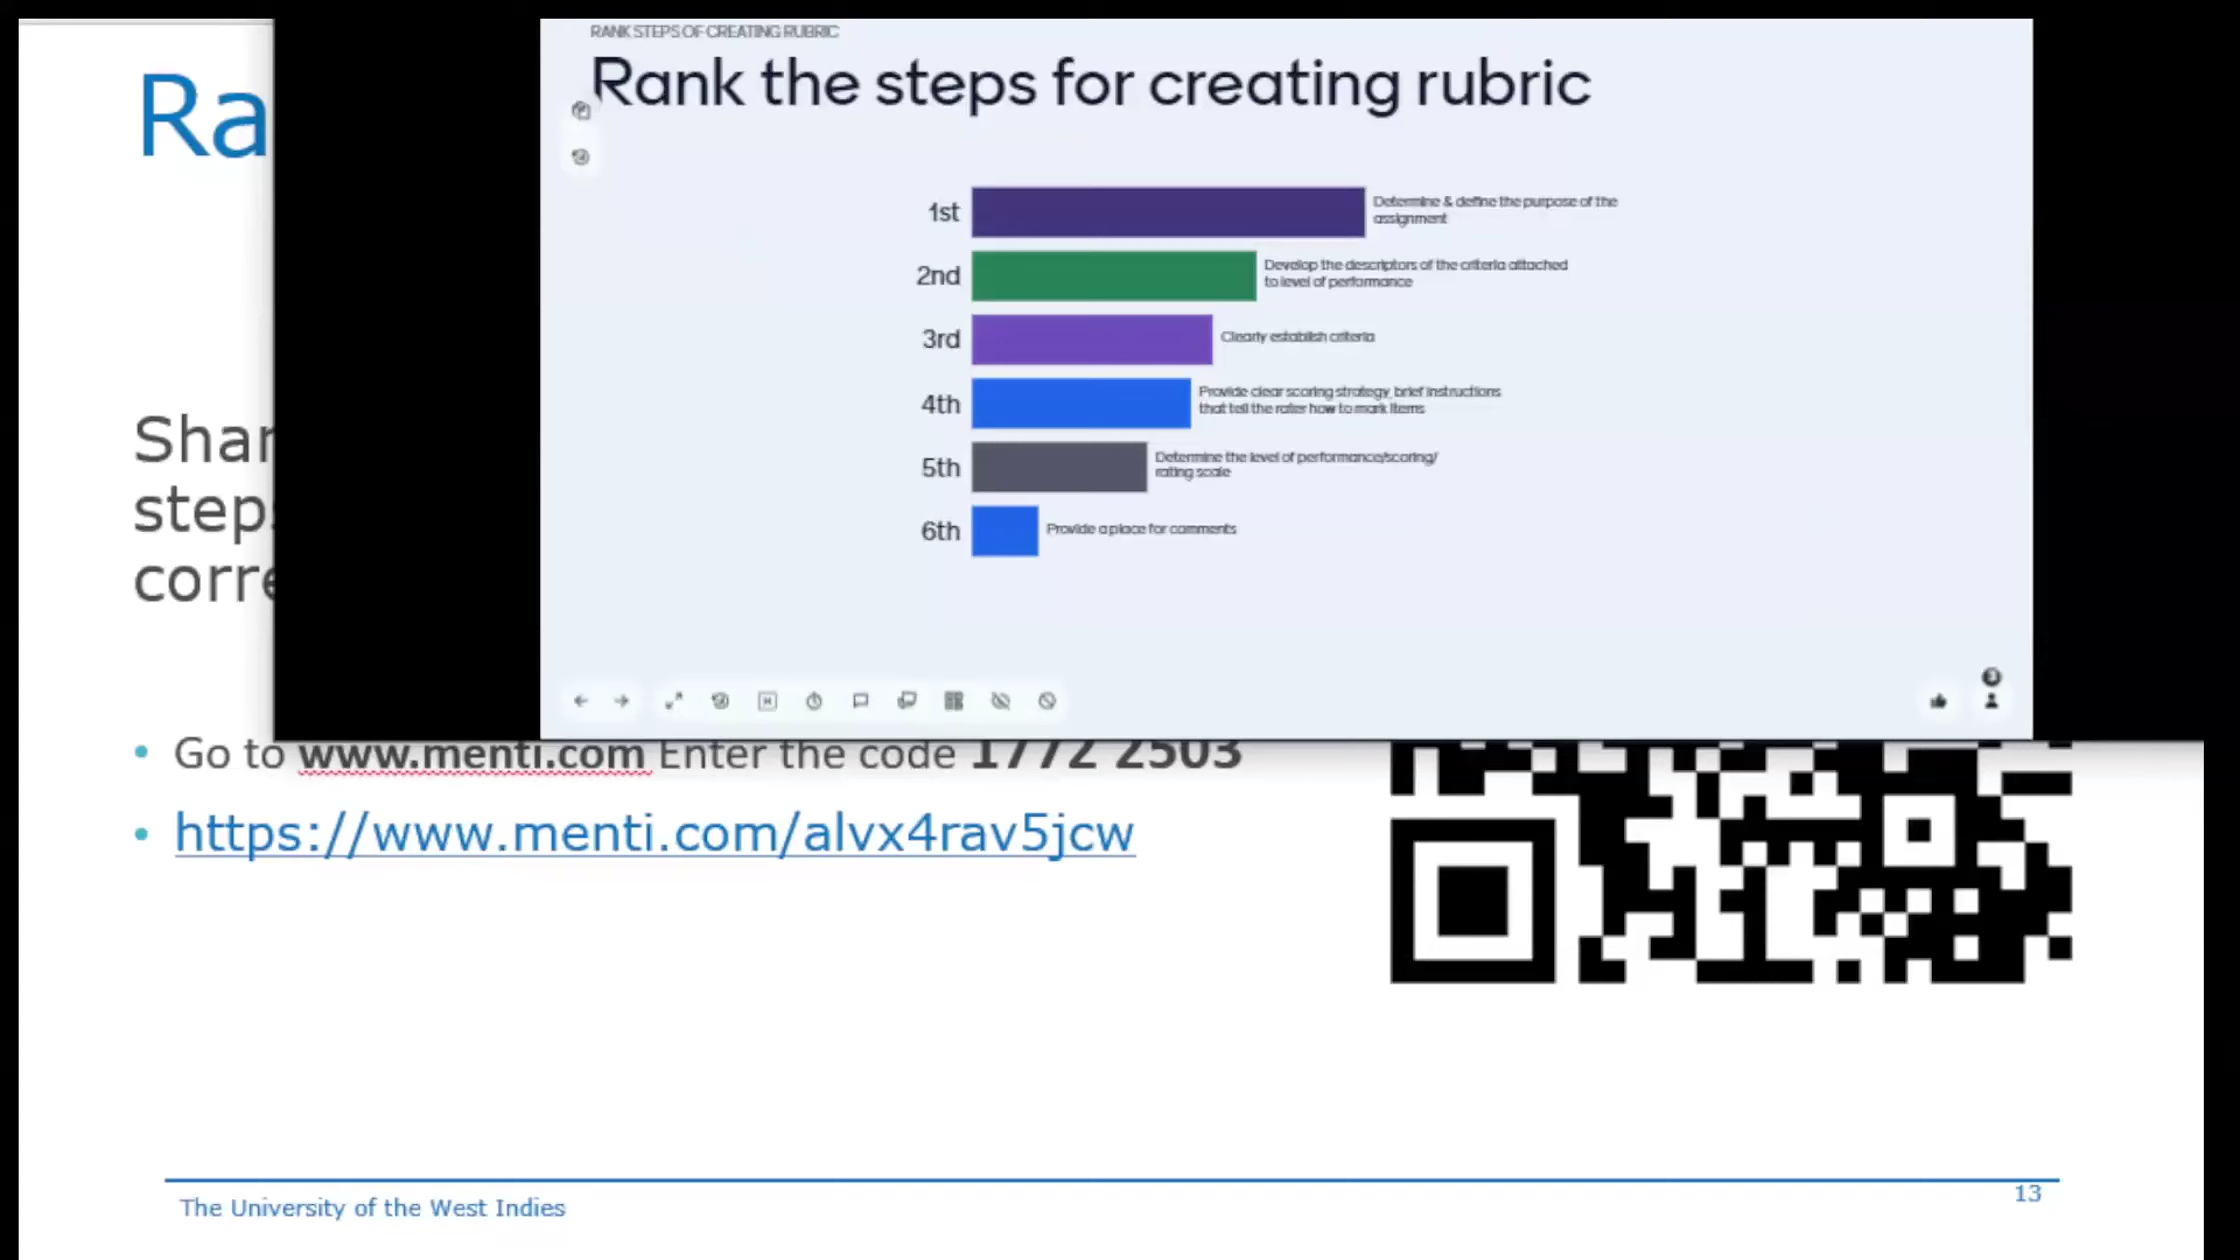 RANK STEPS OF CREATING RUBRIC
Rank the steps for creating rubric
1st
Determine & define the purpose of the
assignment
2nd
Develop the descriptors of the criteria attached
to level of performance
3rd
Clearly establish criteria
4th
Provide clear scoring strategy, brief instructions
that tell the rater how to mark items
5th
Determine the level of performance/scoring/
rating scale
6th
Provide a place for comments
3
Ra
Shar
steps
corre
Go to www.menti.com Enter the code 1772 2503
https://www.menti.com/alvx4rav5jcw
The University of the West Indies
13